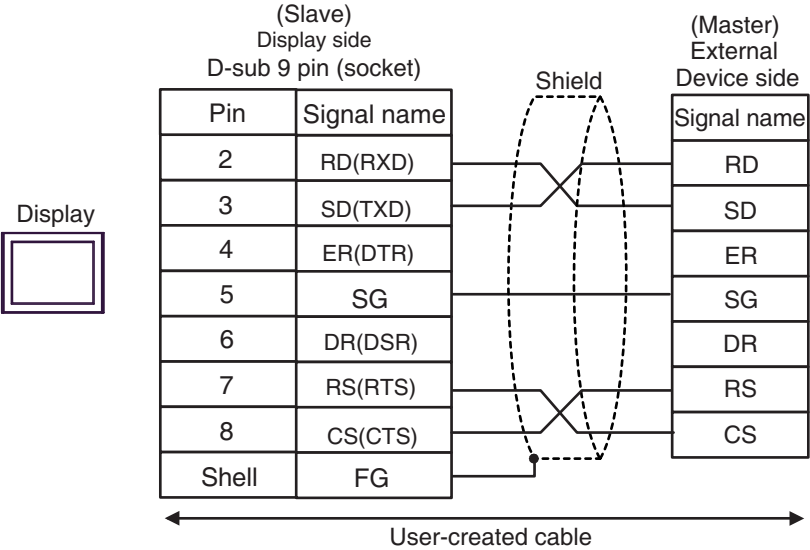 (Slave)
Display side
D-sub 9 pin (socket)
(Master)
External
Device side
Shield
Pin Signal name
Signal name
2 RD(RXD) RD
3 SD(TXD) SD
Display
4 ER(DTR) ER
5 SG SG
6 DR(DSR) DR
7 RS(RTS) RS
8 CS(CTS) CS
Shell FG
User-created cable